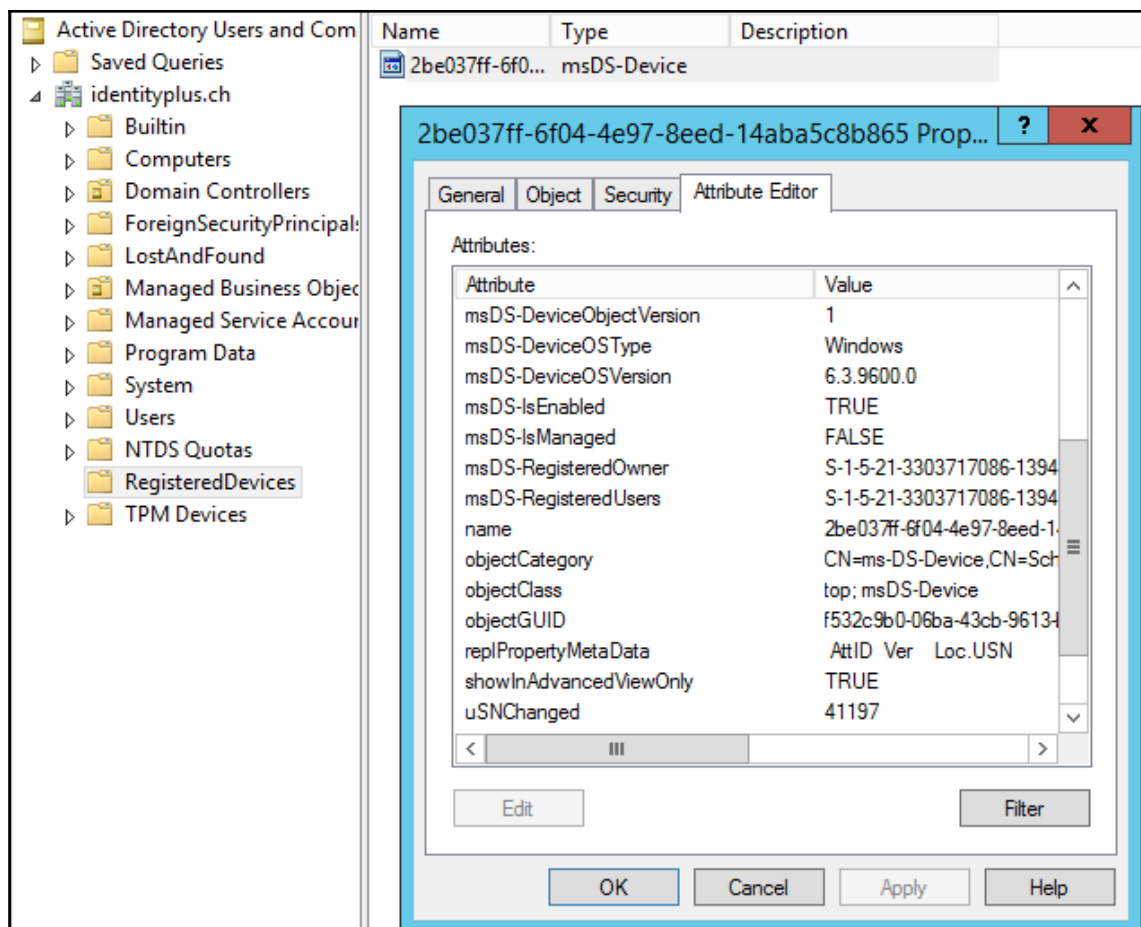 Active Directory Users and Com
Saved Queries
identityplus.ch
Builtin
Computers
Domain Controllers
ForeignSecurityPrincipals
LostAndFound
Managed Business Objec
Managed Service Accour
Program Data
System
Users
NTDS Quotas
RegisteredDevices
TPM Devices
Name Type Description
2be037ff-6f0... msDS-Device
2be037ff-6f04-4e97-8eed-14aba5c8b865 Prop... ? x
General Object Security Attribute Editor
Attributes:
Attribute Value
msDS-DeviceObjectVersion 1
msDS-DeviceOSType Windows
msDS-DeviceOSVersion 6.3.9600.0
msDS-IsEnabled TRUE
msDS-IsManaged FALSE
msDS-RegisteredOwner S-1-5-21-3303717086-1394
msDS-RegisteredUsers S-1-5-21-3303717086-1394
name 2be037ff-6f04-4e97-8eed-1
objectCategory CN=ms-DS-Device,CN=Sch
objectClass top; msDS-Device
objectGUID f532c9b0-06ba-43cb-9613-
replPropertyMetaData AttID Ver Loc.USN
showInAdvancedViewOnly TRUE
uSNChanged 41197
Edit Filter
OK Cancel Apply Help